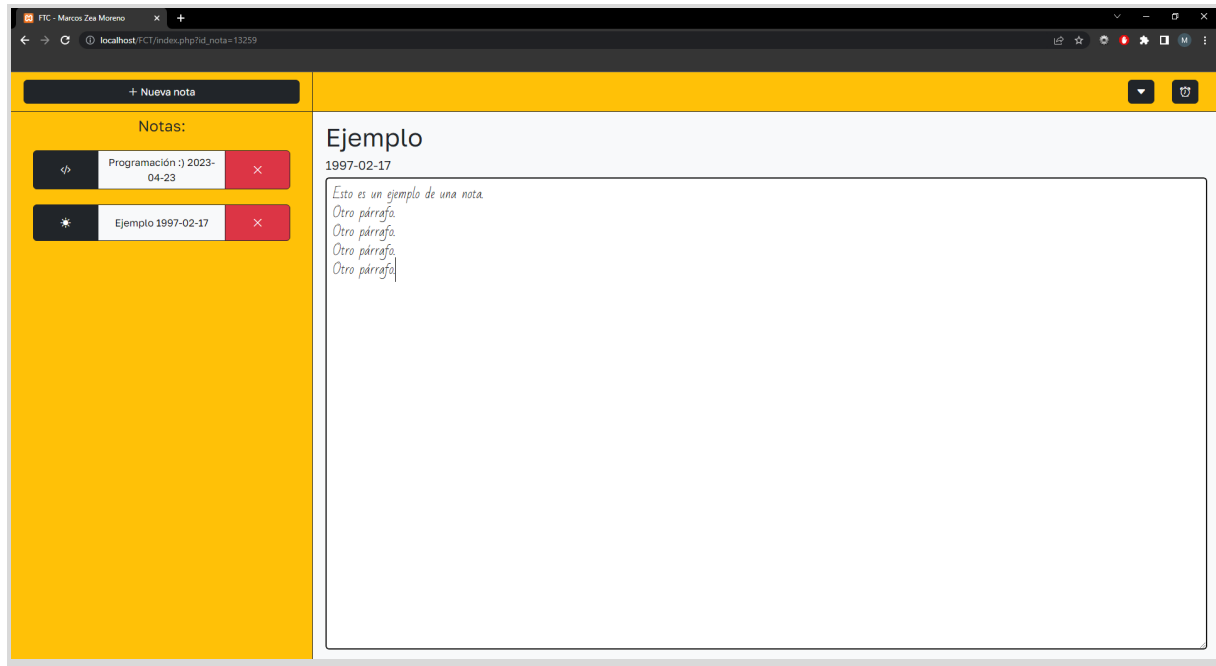 FTC - Marcos Zea Moreno
localhost/FCT/index.php?id_nota=13259
M
+ Nueva nota
Notas:
</> Programación :) 2023-
04-23
Ejemplo 1997-02-17
Ejemplo
1997-02-17
Esto es un ejemplo de una nota.
Otro párrafo.
Otro párrafo.
Otro párrafo.
Otro párrafo.